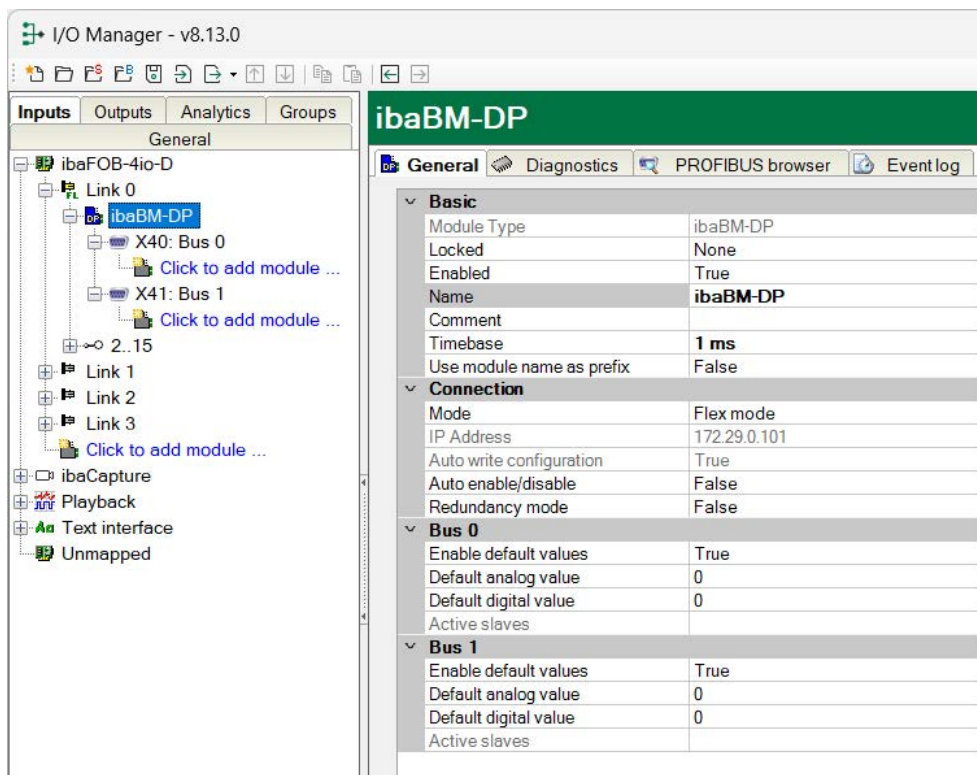 I/O Manager - v8.13.0
Inputs Outputs Analytics Groups
General
ibaFOB-4io-D
Link 0
ibaBM-DP
X40: Bus 0
Click to add module ...
X41: Bus 1
Click to add module ...
2..15
Link 1
Link 2
Link 3
Click to add module ...
ibaCapture
Playback
Text interface
Unmapped
ibaBM-DP
General Diagnostics PROFIBUS browser Event log
Basic
Module Type ibaBM-DP
Locked None
Enabled True
Name ibaBM-DP
Comment
Timebase 1 ms
Use module name as prefix False
Connection
Mode Flex mode
IP Address 172.29.0.101
Auto write configuration True
Auto enable/disable False
Redundancy mode False
Bus 0
Enable default values True
Default analog value 0
Default digital value 0
Active slaves
Bus 1
Enable default values True
Default analog value 0
Default digital value 0
Active slaves